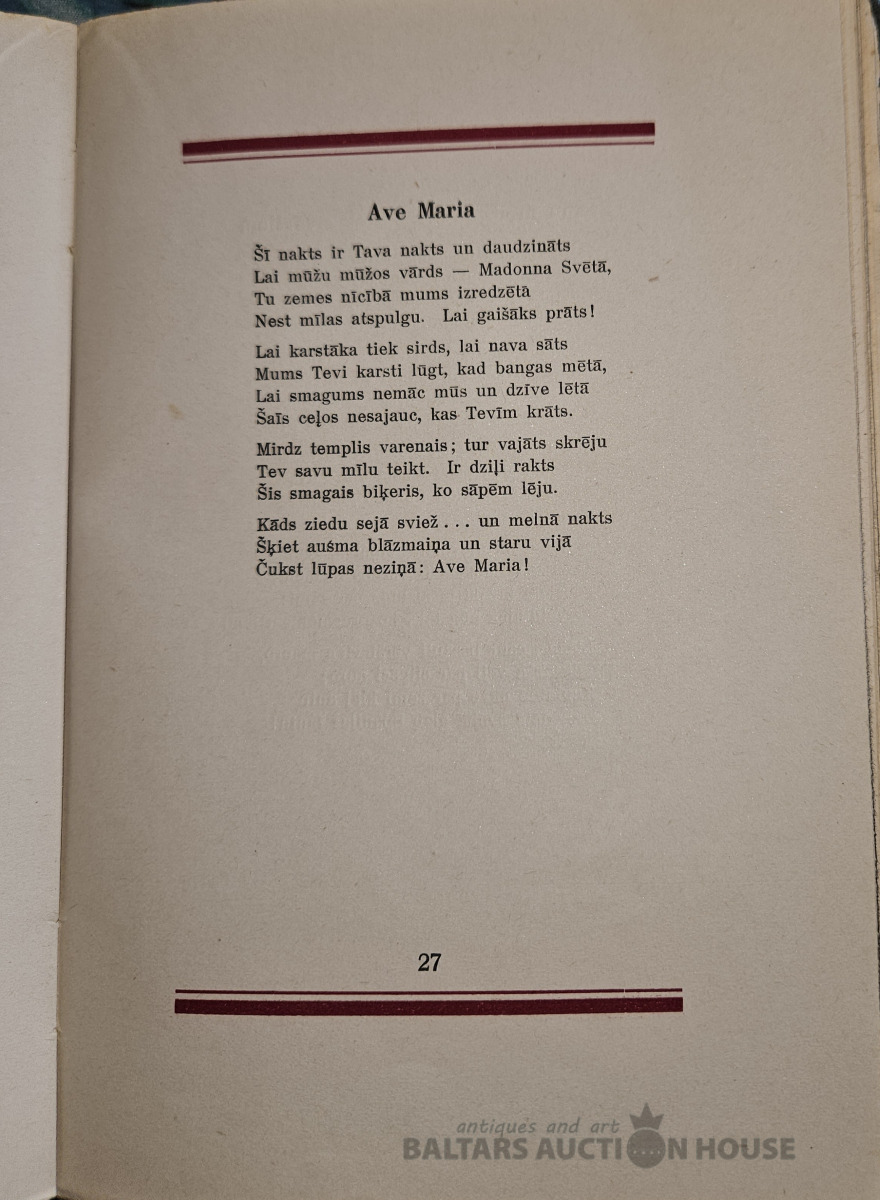 Ave Maria
Šī nakts ir Tava nakts un daudzināts
Lai mūžu mūžos vārds — Madonna Svētā,
Tu zemes nīcībā mums izredzētā
Nest mīlas atspulgu. Lai gaišāks prāts!
Lai karstāka tiek sirds, lai nava sāts
Mums Tevi karsti lūgt, kad bangas mētā,
Lai smagums nemāc mūs un dzīve lētā
Šaīs ceļos nesajauc, kas Tevīm krāts.
Mirdz templis varenais; tur vajāts skrēju
Tev savu mīlu teikt. Ir dziļi rakts
Šis smagais biķeris, ko sāpēm lēju.
Kāds ziedu sejā sviež... un melnā nakts
Šķiet ausma blāzmaiņa un staru vijā
Čukst lūpas neziņā: Ave Maria!
27
antiques and art
BALTARS AUCTION HOUSE